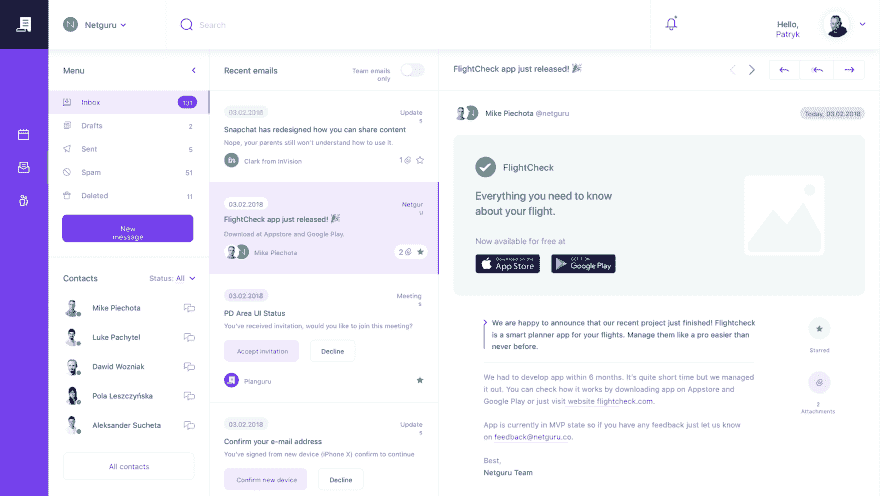 Netguru
Search
Hello,
Patryk
Menu
Inbox
131
Drafts
2
Sent
5
Spam
51
Deleted
11
New
message
Contacts
Status: All
Mike Piechota
Luke Pachytel
Dawid Wozniak
Pola Leszczyńska
Aleksander Sucheta
All contacts
Recent emails
Team emails
only
03.02.2018
Update
s
Snapchat has redesigned how you can share content
Nope, your parents still won't understand how to use it.
Clark from InVision
1
03.02.2018
Netgur
u
FlightCheck app just released! 🎉
Download at Appstore and Google Play.
Mike Piechota
2
03.02.2018
Meeting
s
PD Area UI Status
You've received invitation, would you like to join this meeting?
Accept invitation
Decline
Planguru
03.02.2018
Update
s
Confirm your e-mail address
You've signed from new device (iPhone X) confirm to continue
Confirm new device
Decline
FlightCheck app just released! 🎉
Mike Piechota @netguru
Today, 03.02.2018
FlightCheck
Everything you need to know
about your flight.
Now available for free at
App Store
Google Play
We are happy to announce that our recent project just finished! Flightcheck
is a smart planner app for your flights. Manage them like a pro easier than
never before.
Starred
We had to develop app within 6 months. It's quite short time but we managed
it out. You can check how it works by downloading app on Appstore and
Google Play or just visit website flightcheck.com.
3
Attachments
App is currently in MVP state so if you have any feedback just let us know
on feedback@netguru.co.
Best,
Netguru Team